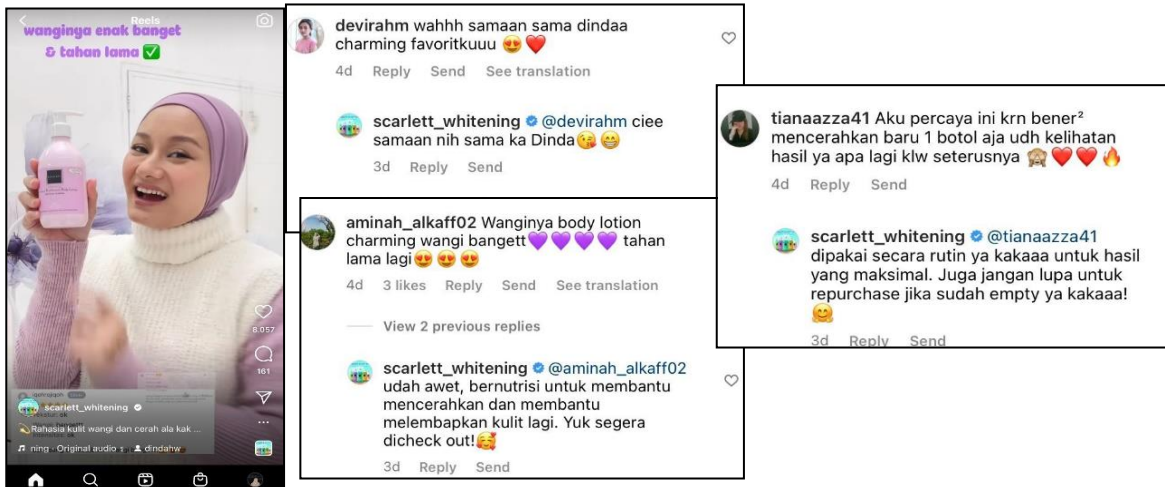 Reels
wanginya enak banget
& tahan lama ✅
8.057
161
scarlett_whitening
💫Rahasia kulit wangi dan cerah ala kak ...
ning · Original audio
dindahw
devirahm wahhh samaan sama dindaa
charming favoritkuuu 😍❤️
4d Reply Send See translation
scarlett_whitening @devirahm ciee
samaan nih sama ka Dinda😘😁
3d Reply Send
aminah_alkaff02 Wanginya body lotion
charming wangi bangett💜💜💜💜 tahan
lama lagi😍😍😍
4d 3 likes Reply Send See translation
View 2 previous replies
scarlett_whitening @aminah_alkaff02
udah awet, bernutrisi untuk membantu
mencerahkan dan membantu
melembapkan kulit lagi. Yuk segera
dicheck out!🥰
3d Reply Send
tianaazza41 Aku percaya ini krn bener²
mencerahkan baru 1 botol aja udh kelihatan
hasil ya apa lagi klw seterusnya 🙈❤️❤️🔥
4d Reply Send
scarlett_whitening @tianaazza41
dipakai secara rutin ya kakaaa untuk hasil
yang maksimal. Juga jangan lupa untuk
repurchase jika sudah empty ya kakaaa!
🤗
3d Reply Send